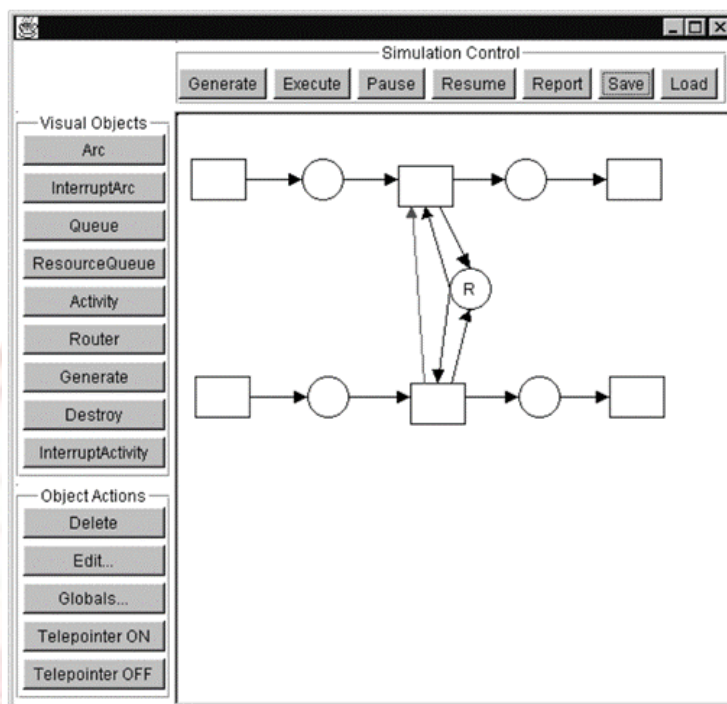 Simulation Control
Generate Execute Pause Resume Report Save Load
Visual Objects
Arc
InterruptArc
Queue
ResourceQueue
Activity
Router
Generate
Destroy
InterruptActivity
R
Object Actions
Delete
Edit...
Globals...
Telepointer ON
Telepointer OFF